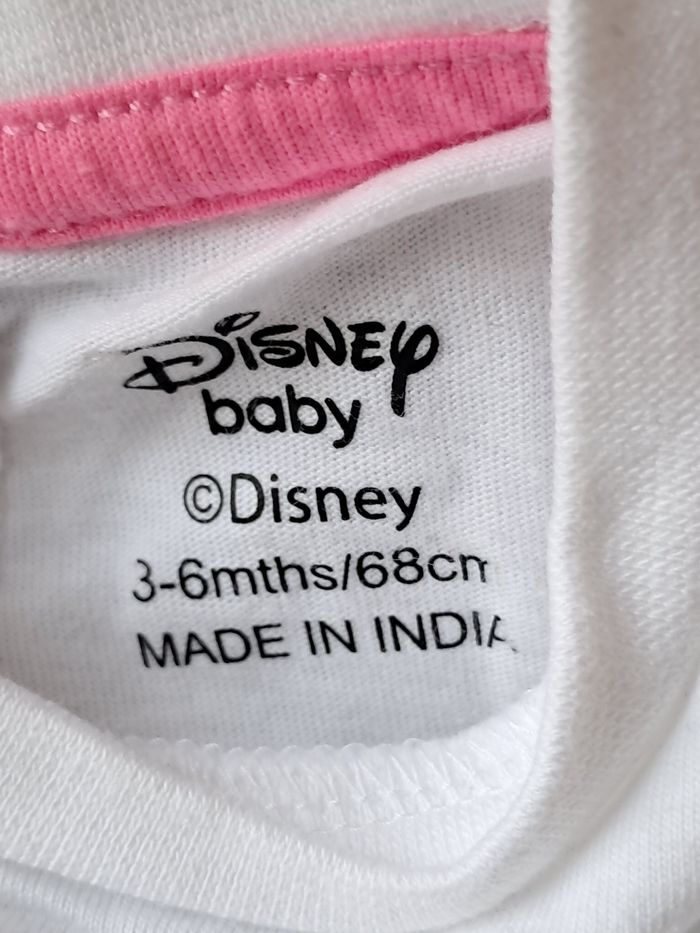 Disney
baby
©Disney
3-6mths/68cm
MADE IN INDIA